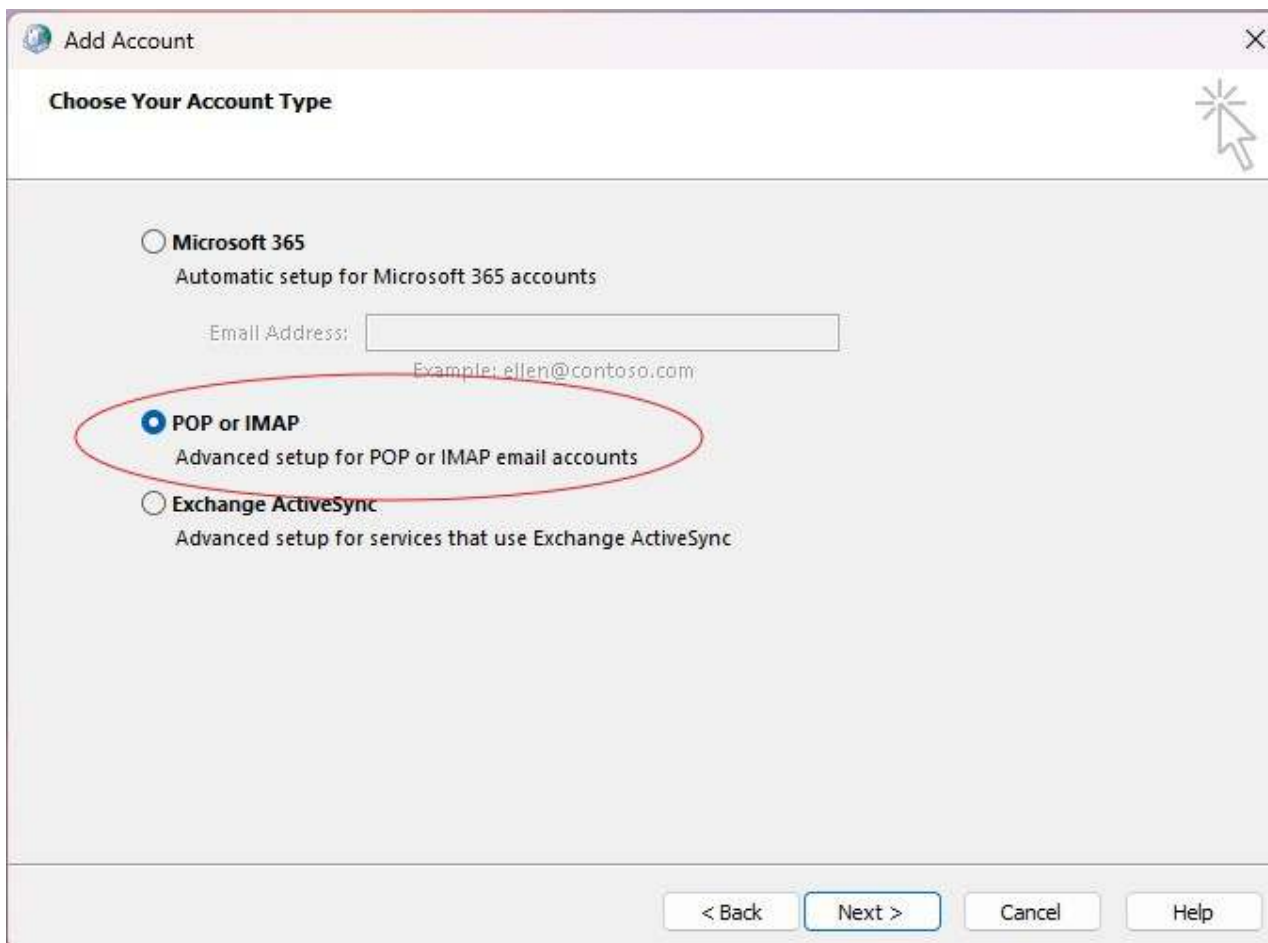 Add Account
Choose Your Account Type
Microsoft 365
Automatic setup for Microsoft 365 accounts
Email Address:
Example: ellen@contoso.com
POP or IMAP
Advanced setup for POP or IMAP email accounts
Exchange ActiveSync
Advanced setup for services that use Exchange ActiveSync
< Back Next > Cancel Help